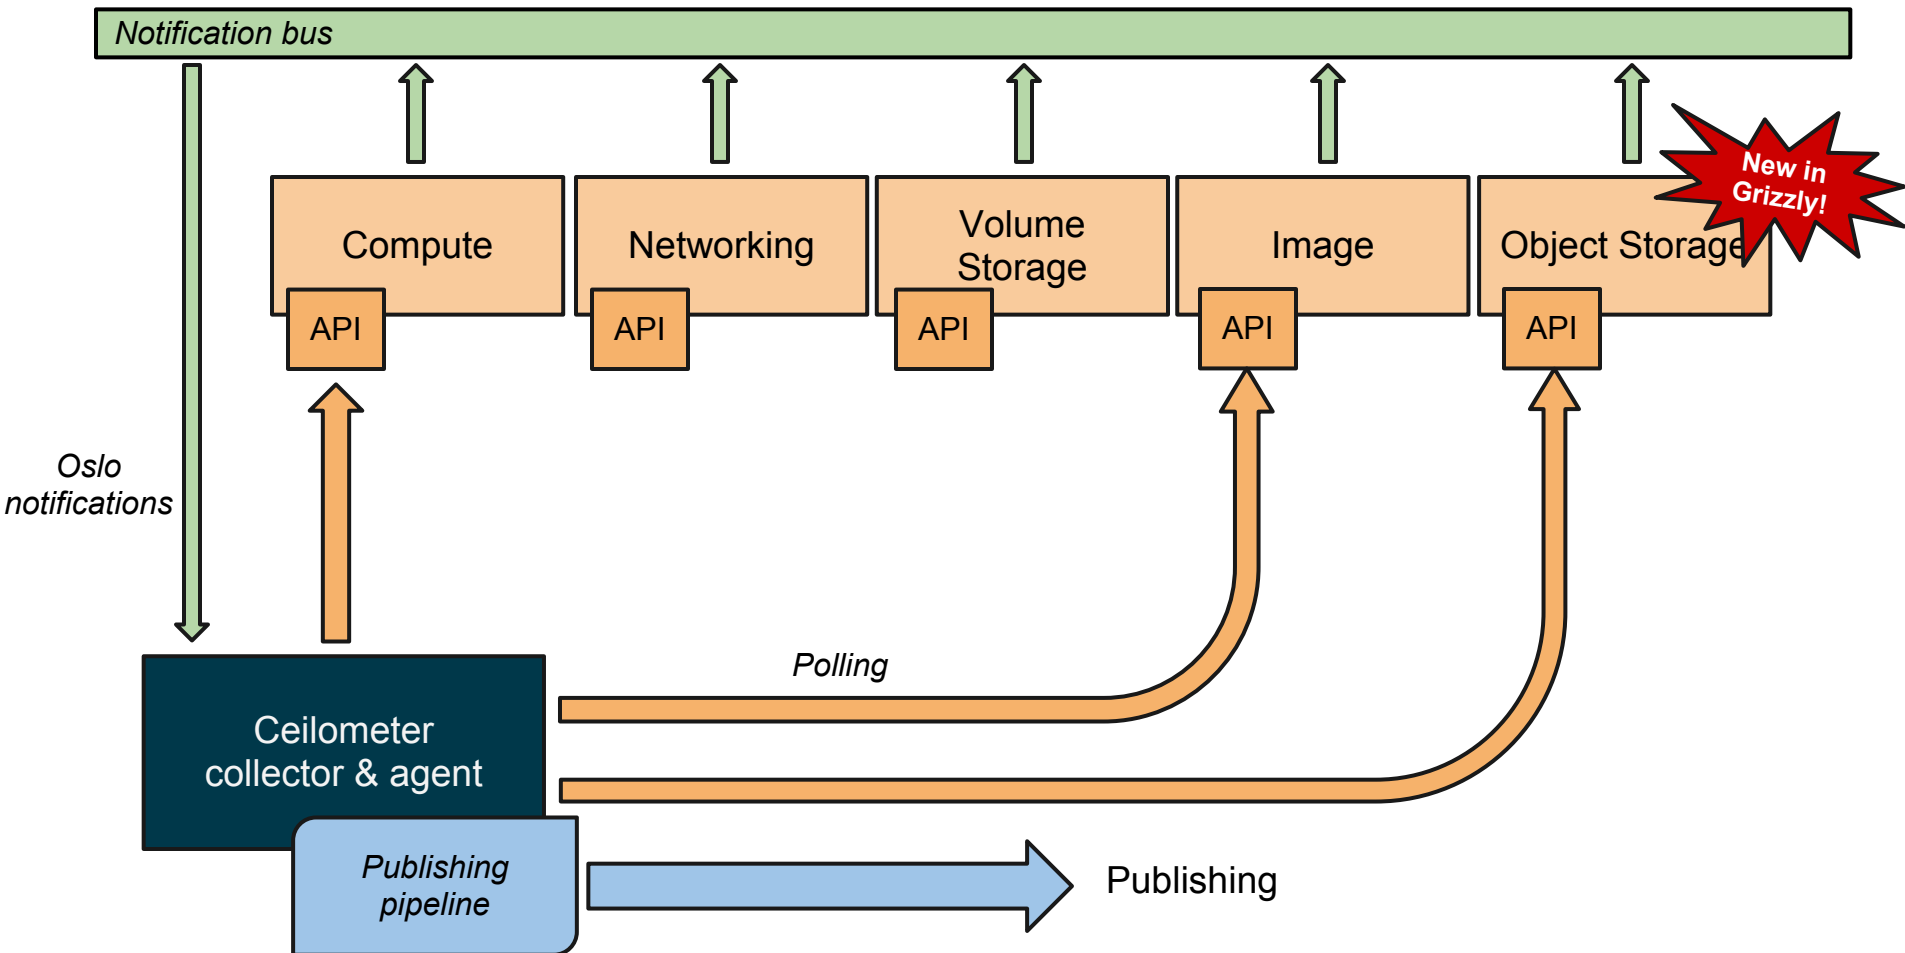 Notification bus
New in
Grizzly!
Compute
Networking
Volume
Storage
Image
Object Storage
API
API
API
API
API
Oslo
notifications
Polling
Ceilometer
collector & agent
Publishing
pipeline
Publishing